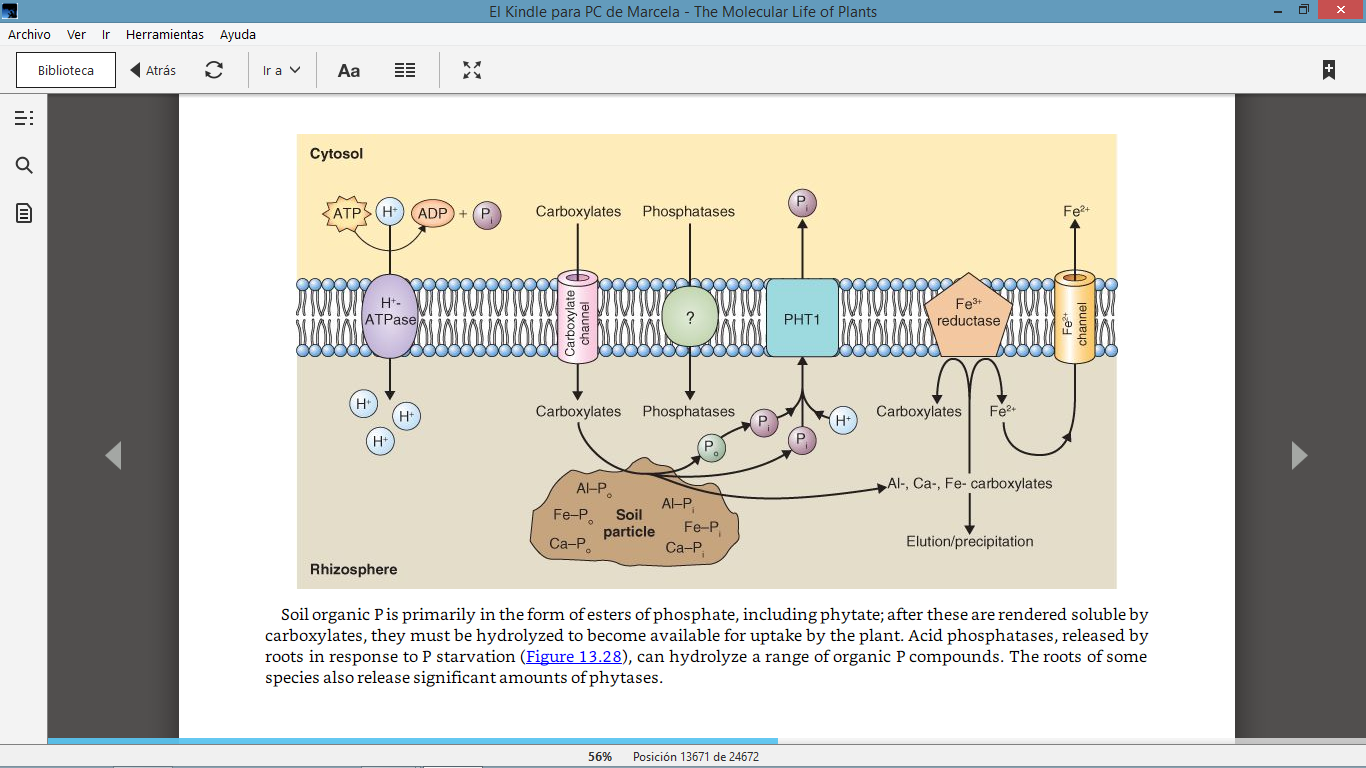 El Kindle para PC de Marcela - The Molecular Life of Plants
Archivo Ver Ir Herramientas Ayuda
Biblioteca Atrás Ir a Aa
Cytosol
ATP H⁺ ADP + Pᵢ
Carboxylates Phosphatases Pᵢ Fe²⁺
H⁺-
ATPase
Carboxylate
channel
?
PHT1
Fe³⁺
reductase
Fe²⁺
channel
H⁺ H⁺ H⁺
Carboxylates Phosphatases Pᵢ H⁺ Carboxylates Fe²⁺
Pₒ Pᵢ
Al-, Ca-, Fe- carboxylates
Al–Pₒ Al–Pᵢ
Fe–Pₒ Soil Fe–Pᵢ
particle
Ca–Pₒ Ca–Pᵢ
Elution/precipitation
Rhizosphere
Soil organic P is primarily in the form of esters of phosphate, including phytate; after these are rendered soluble by
carboxylates, they must be hydrolyzed to become available for uptake by the plant. Acid phosphatases, released by
roots in response to P starvation (Figure 13.28), can hydrolyze a range of organic P compounds. The roots of some
species also release significant amounts of phytases.
56% Posición 13671 de 24672